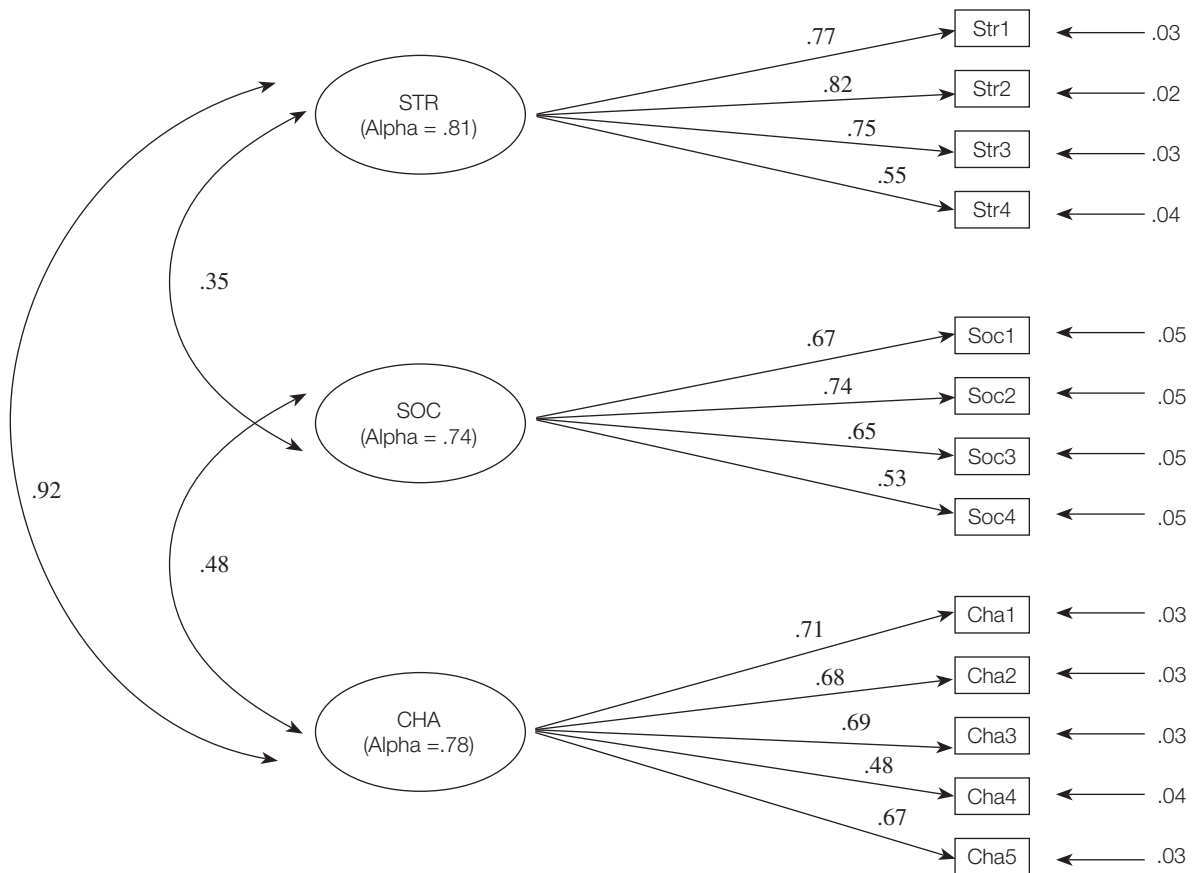 .77
Str1
.03
.82
Str2
.02
STR
(Alpha = .81)
.75
Str3
.03
.55
Str4
.04
.35
.67
Soc1
.05
.74
Soc2
.05
SOC
(Alpha = .74)
.65
Soc3
.05
.53
Soc4
.05
.92
.48
.71
Cha1
.03
.68
Cha2
.03
CHA
(Alpha =.78)
.69
Cha3
.03
.48
Cha4
.04
.67
Cha5
.03